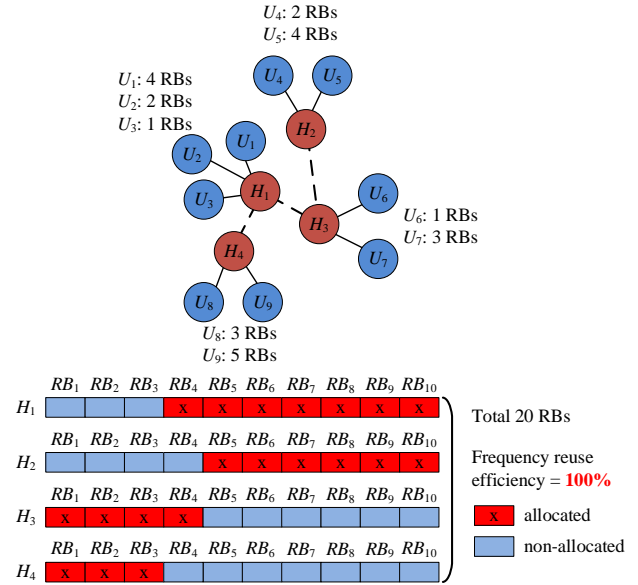 U4: 2 RBs
U5: 4 RBs
U4
U5
U1: 4 RBs
U2: 2 RBs
U3: 1 RBs
H2
U1
U2
H1
U6
U3
U6: 1 RBs
U7: 3 RBs
H3
H4
U7
U8
U9
U8: 3 RBs
U9: 5 RBs
RB1 RB2 RB3 RB4 RB5 RB6 RB7 RB8 RB9 RB10
H1 x x x x x x x
RB1 RB2 RB3 RB4 RB5 RB6 RB7 RB8 RB9 RB10
H2 x x x x x x
RB1 RB2 RB3 RB4 RB5 RB6 RB7 RB8 RB9 RB10
H3 x x x x
RB1 RB2 RB3 RB4 RB5 RB6 RB7 RB8 RB9 RB10
H4 x x x
Total 20 RBs
Frequency reuse
efficiency = 100%
x allocated
non-allocated